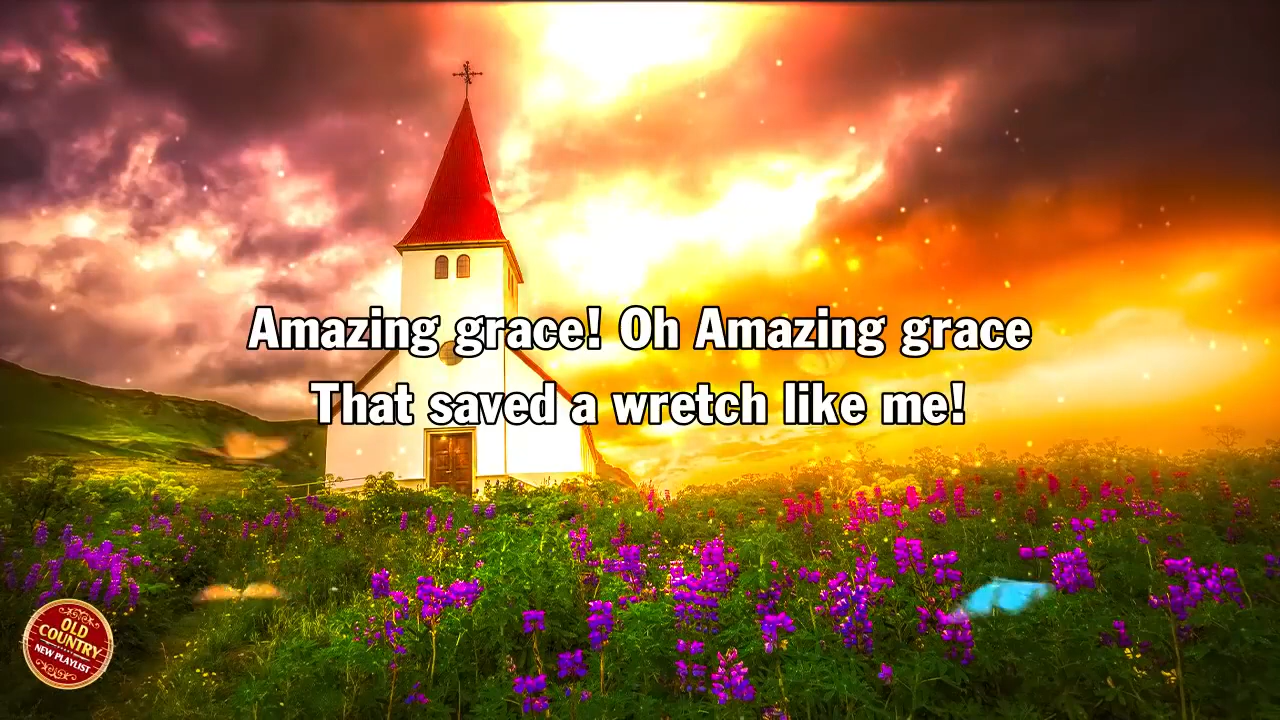 Amazing grace! Oh Amazing grace
That saved a wretch like me!
OLD
COUNTRY
NEW PLAYLIST